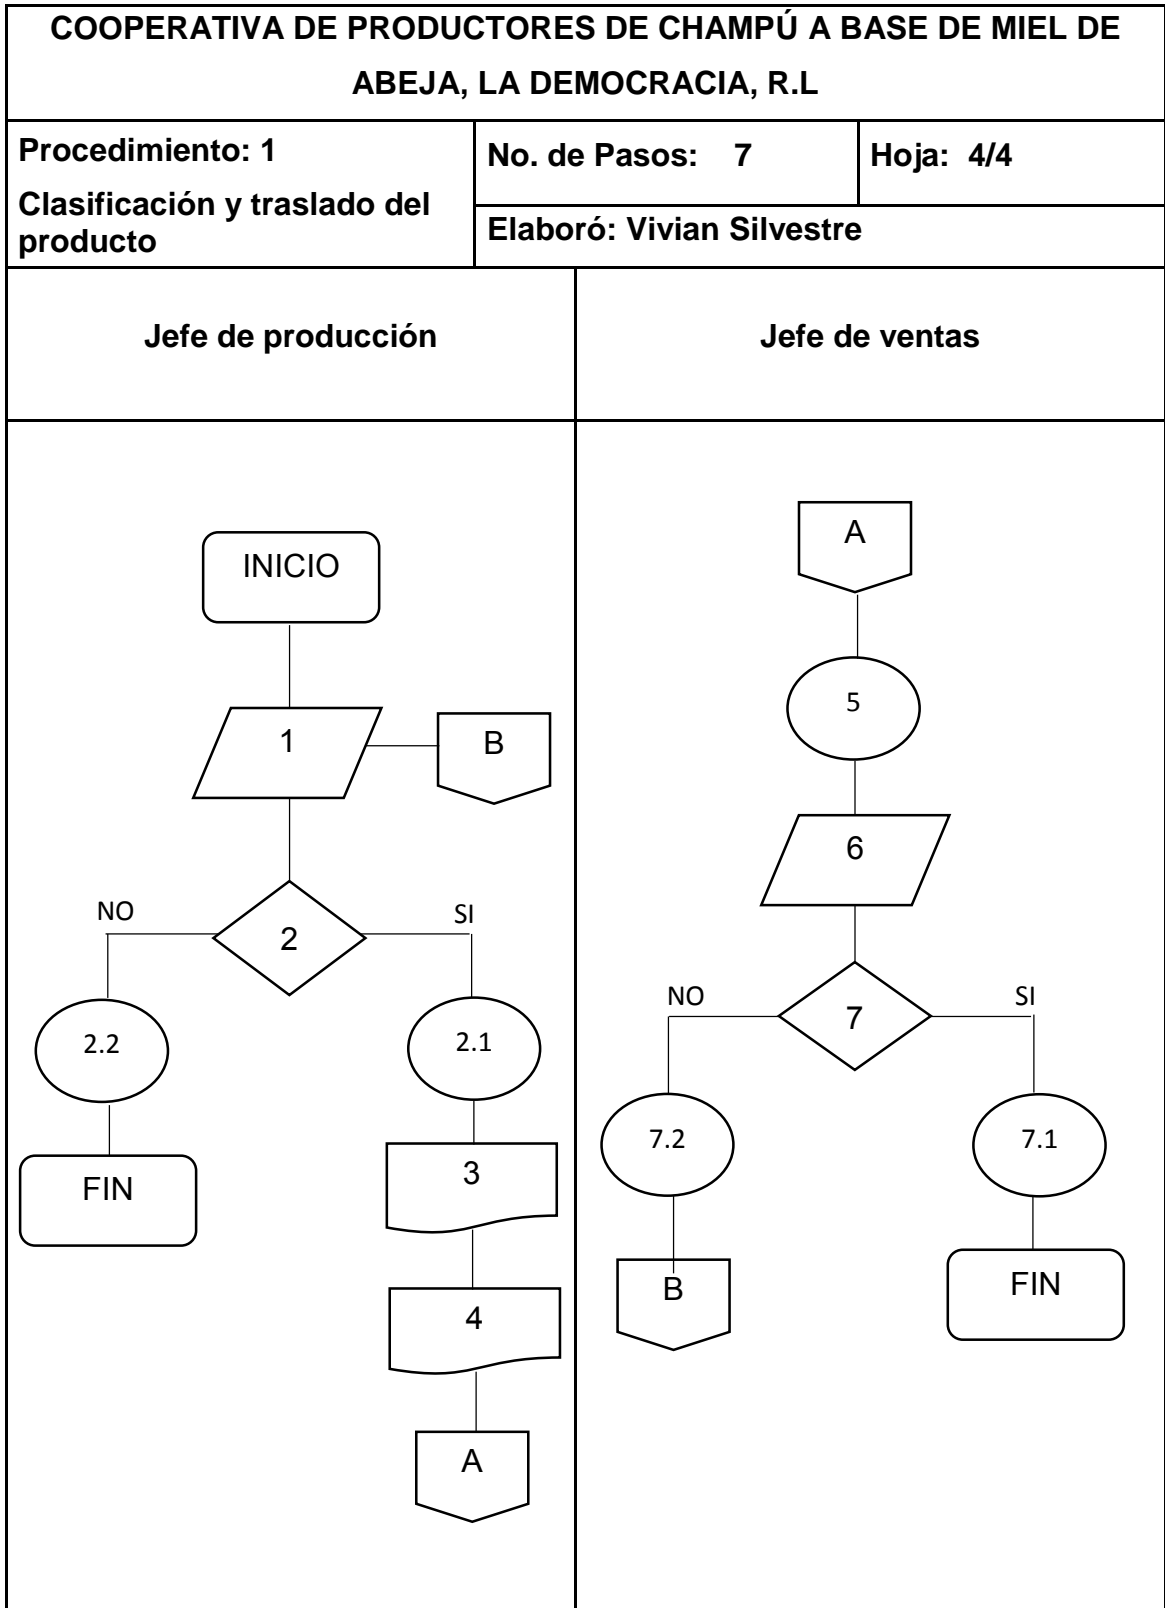 COOPERATIVA DE PRODUCTORES DE CHAMPÚ A BASE DE MIEL DE
ABEJA, LA DEMOCRACIA, R.L
Procedimiento: 1
Clasificación y traslado del
producto
No. de Pasos: 7
Hoja: 4/4
Elaboró: Vivian Silvestre
Jefe de producción
Jefe de ventas
INICIO
1
B
2
NO
SI
2.2
2.1
FIN
3
4
A
A
5
6
7
NO
SI
7.2
7.1
B
FIN